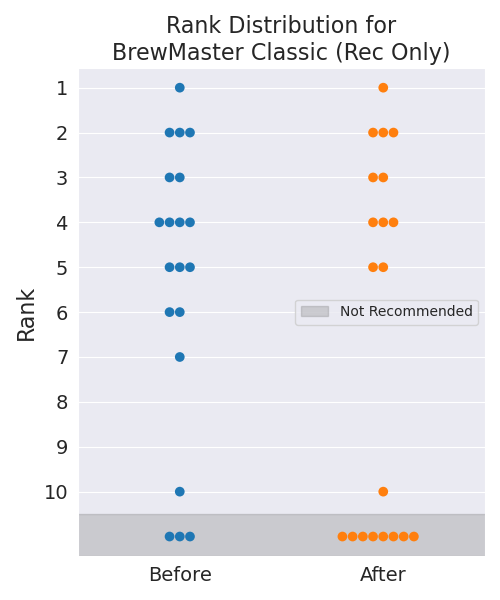 Rank Distribution for
BrewMaster Classic (Rec Only)
1
2
3
4
5
6
7
8
9
10
Rank
Not Recommended
Before
After